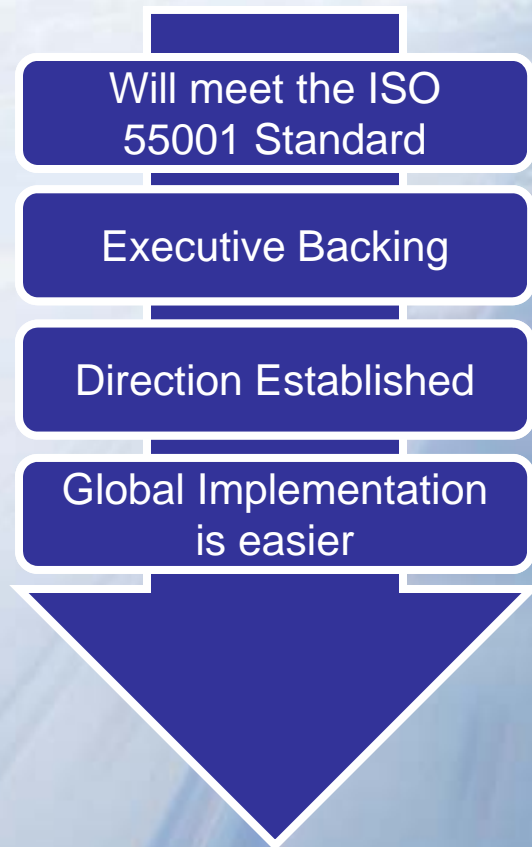 Will meet the ISO
55001 Standard
Executive Backing
Direction Established
Global Implementation
is easier